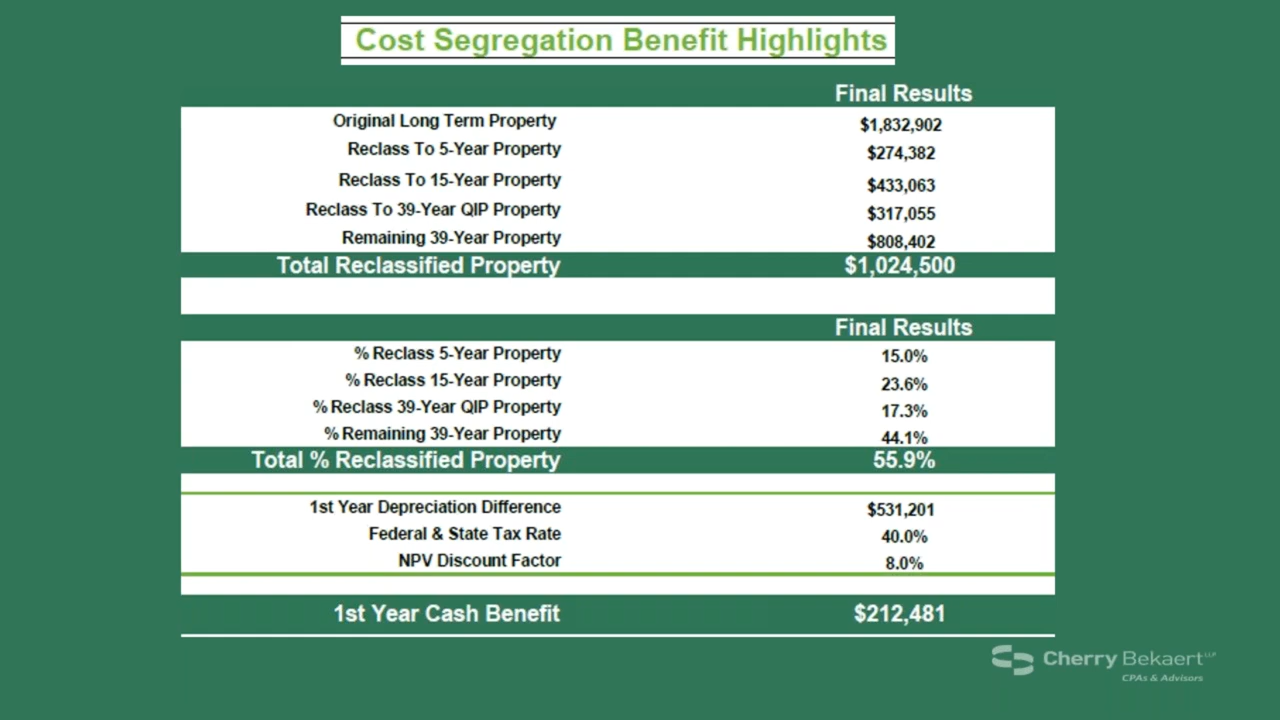 Cost Segregation Benefit Highlights
Final Results
Original Long Term Property $1,832,902
Reclass To 5-Year Property $274,382
Reclass To 15-Year Property $433,063
Reclass To 39-Year QIP Property $317,055
Remaining 39-Year Property $808,402
Total Reclassified Property $1,024,500
Final Results
% Reclass 5-Year Property 15.0%
% Reclass 15-Year Property 23.6%
% Reclass 39-Year QIP Property 17.3%
% Remaining 39-Year Property 44.1%
Total % Reclassified Property 55.9%
1st Year Depreciation Difference $531,201
Federal & State Tax Rate 40.0%
NPV Discount Factor 8.0%
1st Year Cash Benefit $212,481
Cherry Bekaert LLP
CPAs & Advisors